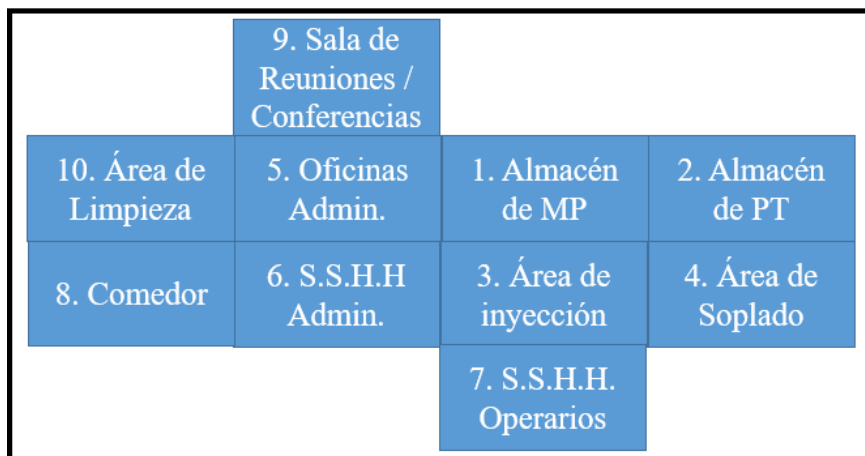 9. Sala de
Reuniones /
Conferencias
10. Área de
Limpieza
5. Oficinas
Admin.
1. Almacén
de MP
2. Almacén
de PT
8. Comedor
6. S.S.H.H
Admin.
3. Área de
inyección
4. Área de
Soplado
7. S.S.H.H.
Operarios